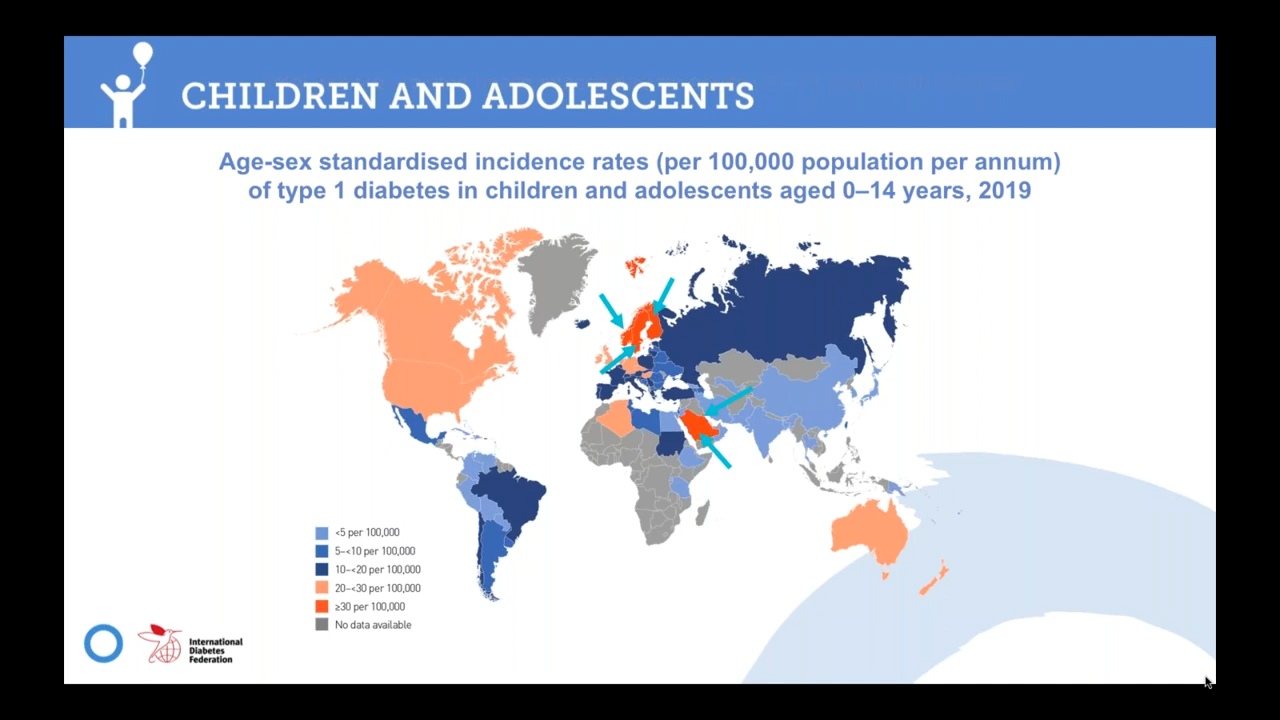 CHILDREN AND ADOLESCENTS
Age-sex standardised incidence rates (per 100,000 population per annum)
of type 1 diabetes in children and adolescents aged 0–14 years, 2019
<5 per 100,000
5–<10 per 100,000
10–<20 per 100,000
20–<30 per 100,000
≥30 per 100,000
No data available
International
Diabetes
Federation